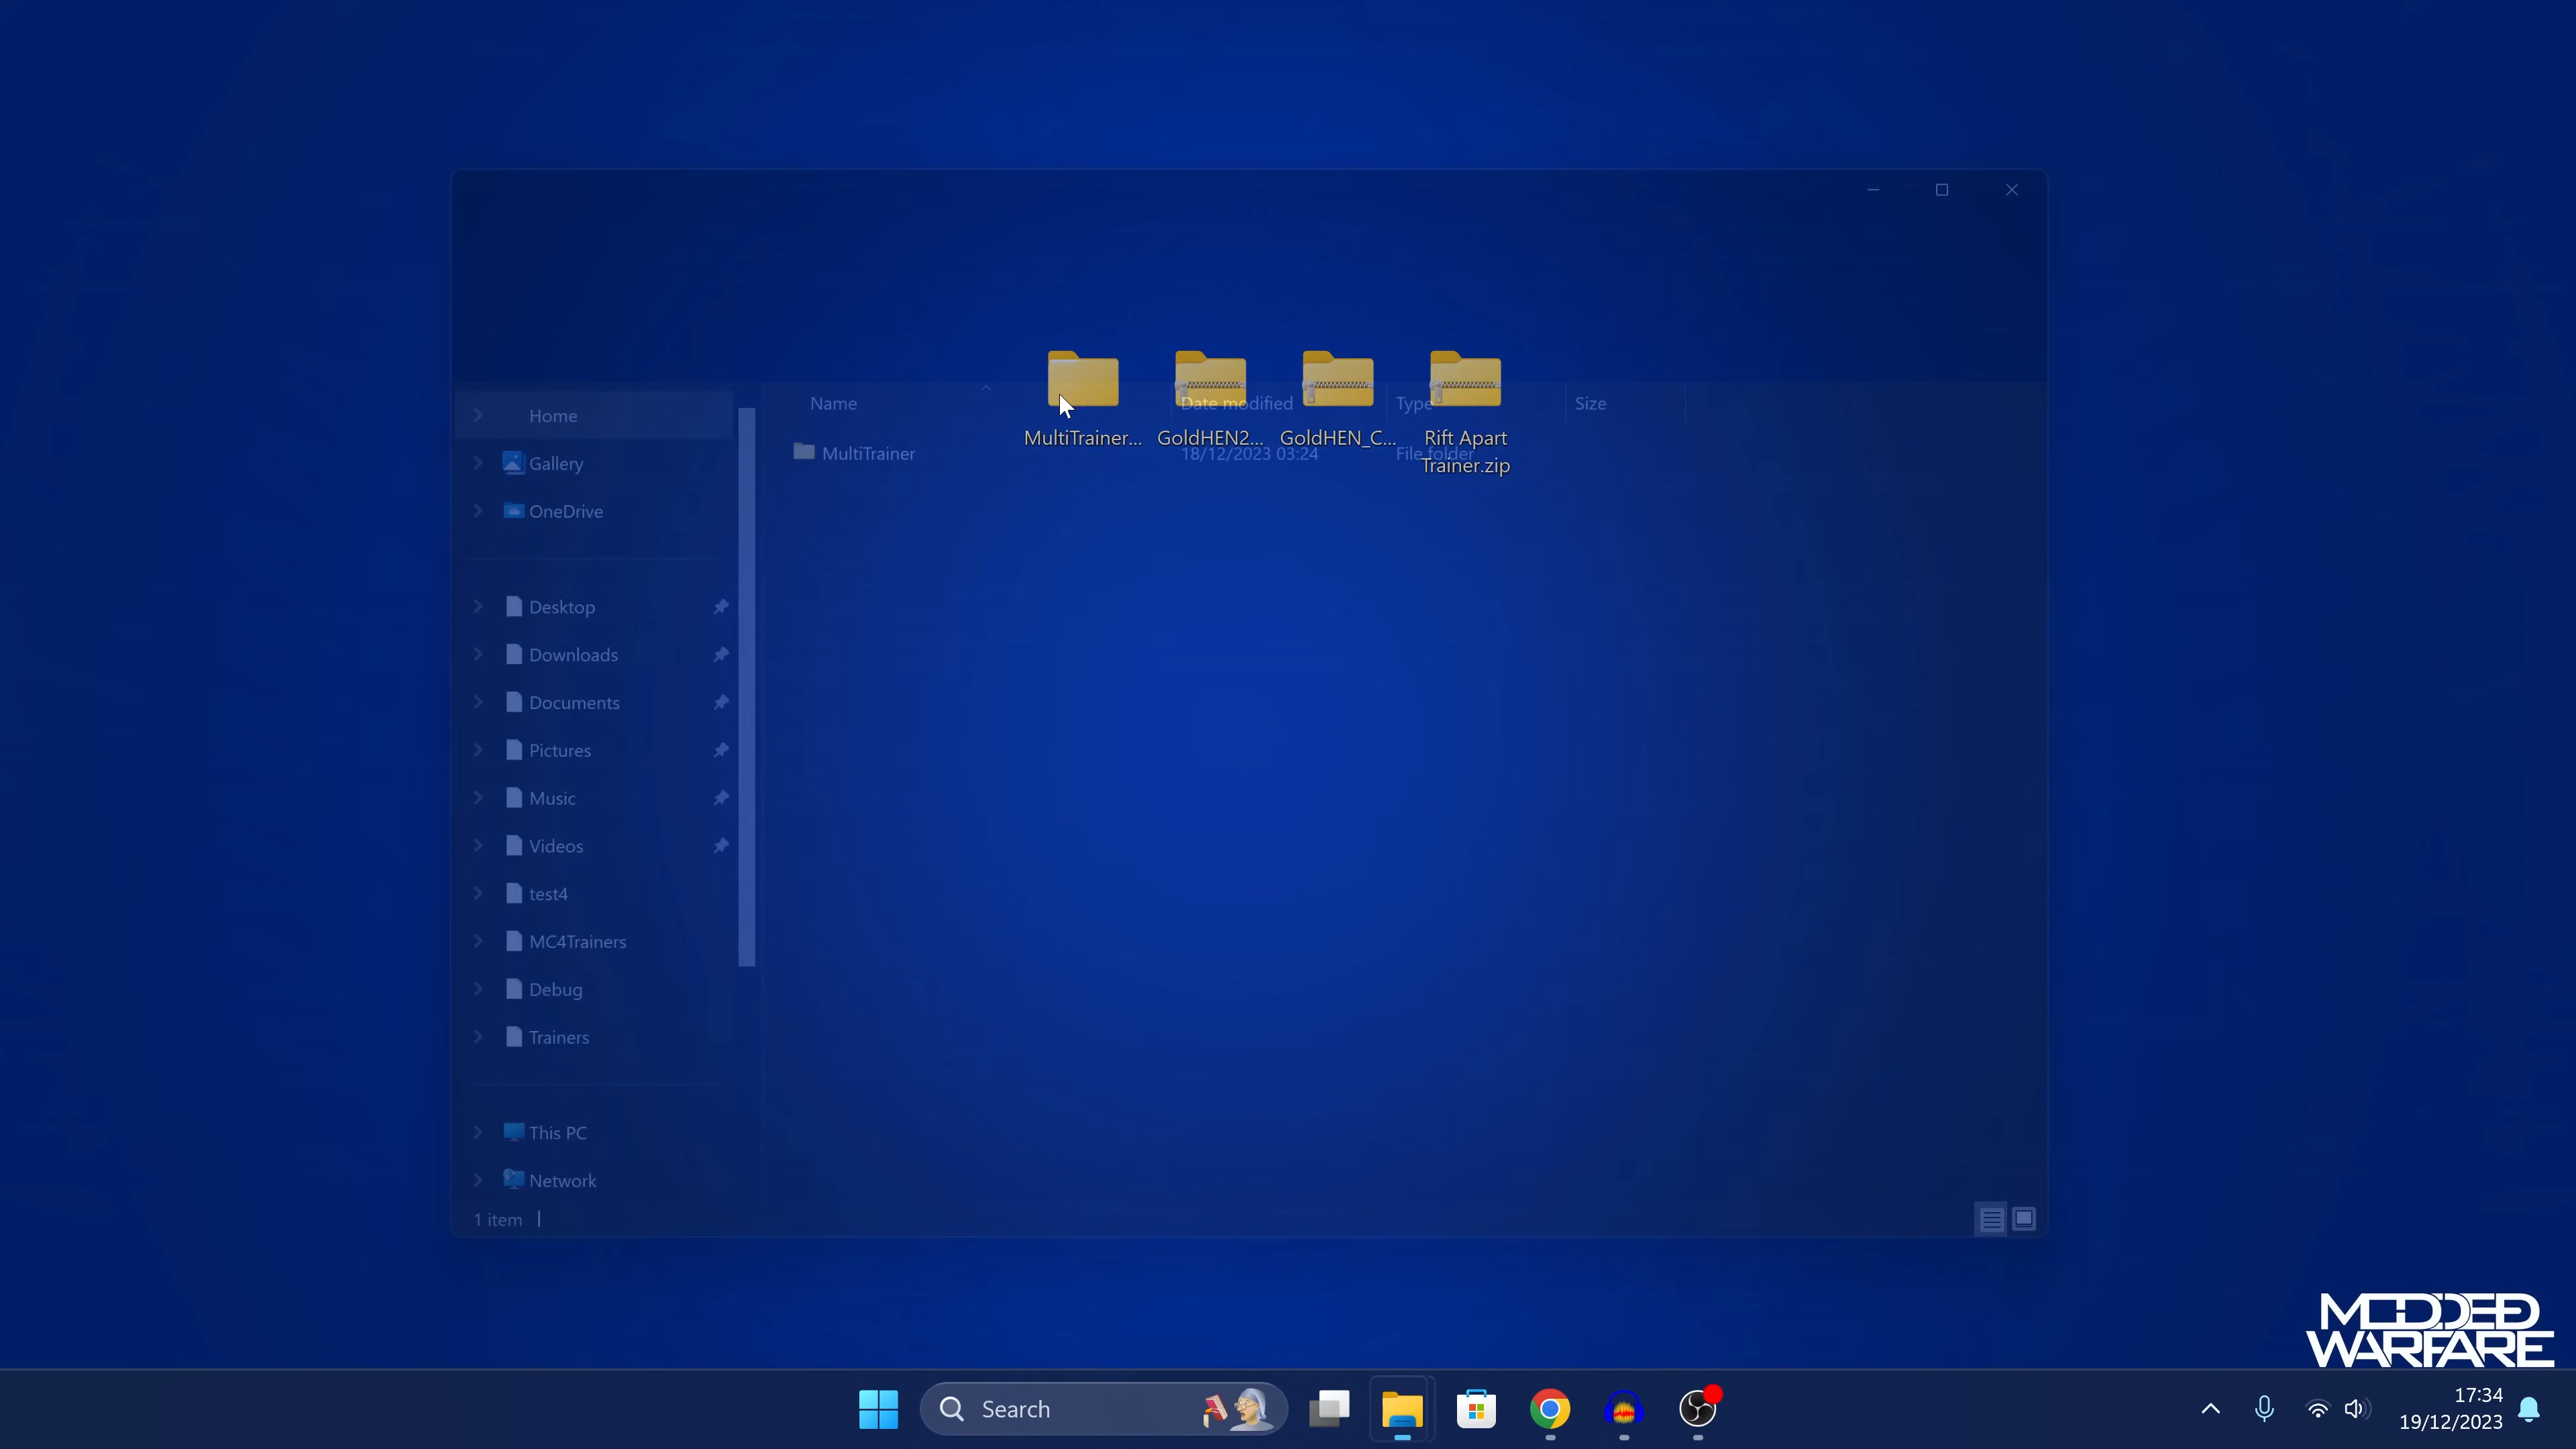 MultiTrainer...
GoldHEN2...
GoldHEN_C...
Rift Apart
Trainer.zip
Home
Gallery
OneDrive
Desktop
Downloads
Documents
Pictures
Music
Videos
test4
MC4Trainers
Debug
Trainers
This PC
Network
1 item
Name
Date modified
Type
Size
MultiTrainer
18/12/2023 03:24
File folder
MODDED
WARFARE
Search
17:34
19/12/2023